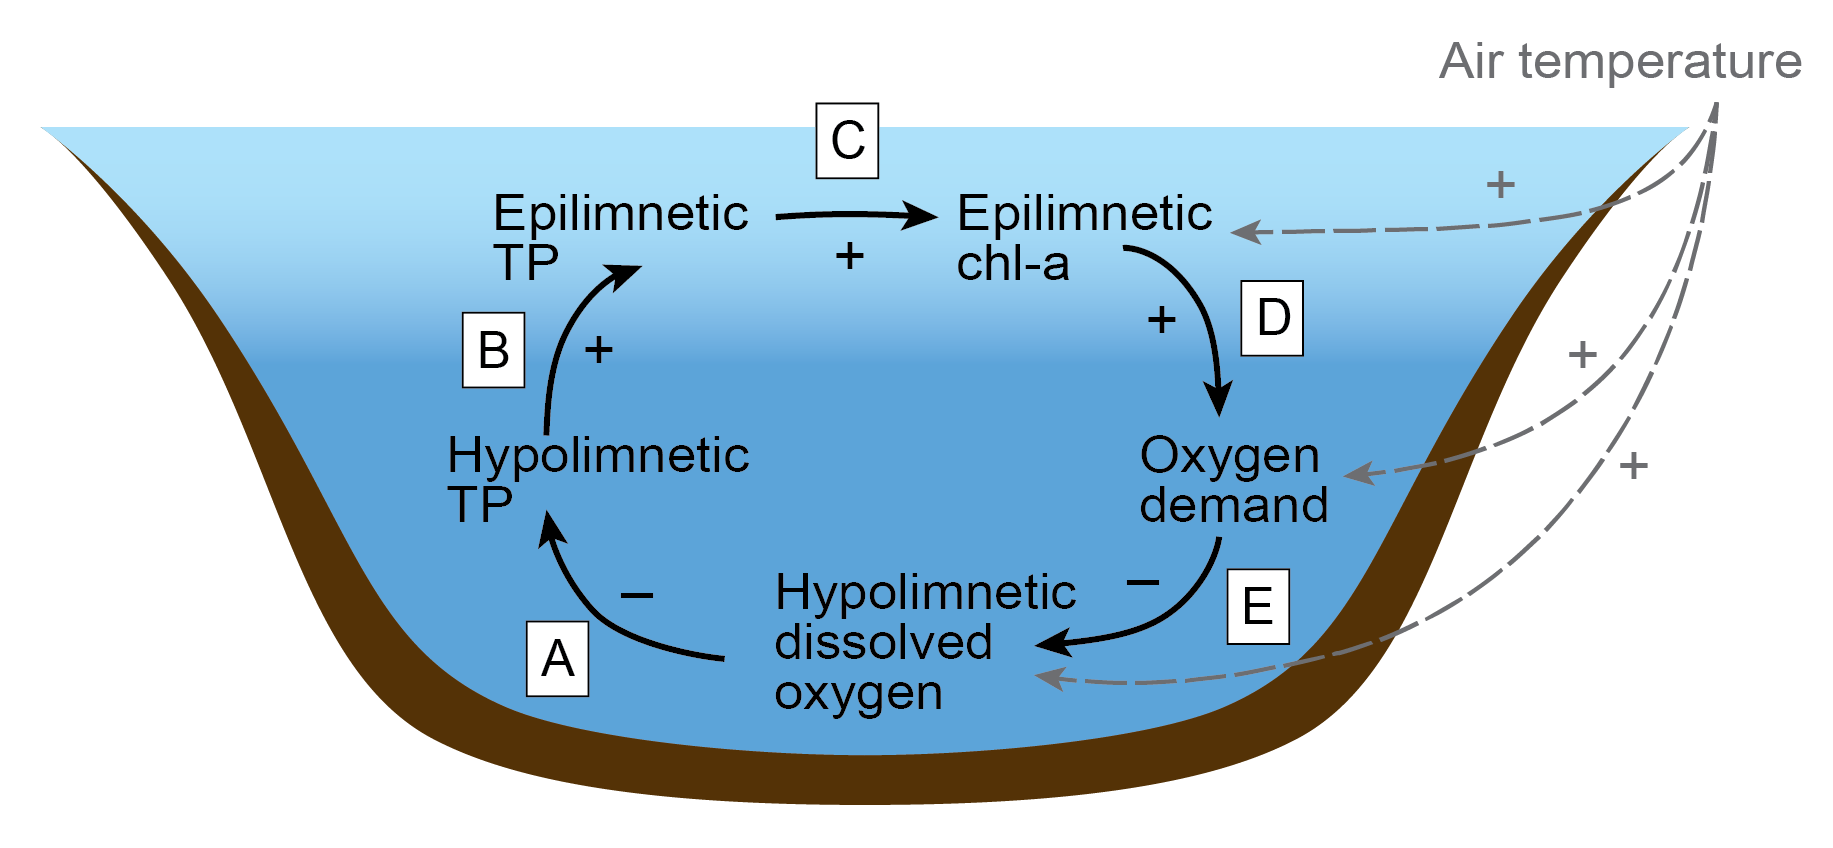 Air temperature
C
Epilimnetic
TP
+
Epilimnetic
chl-a
+
B
+
+
D
+
Hypolimnetic
TP
Oxygen
demand
+
A
–
Hypolimnetic
dissolved
oxygen
–
E